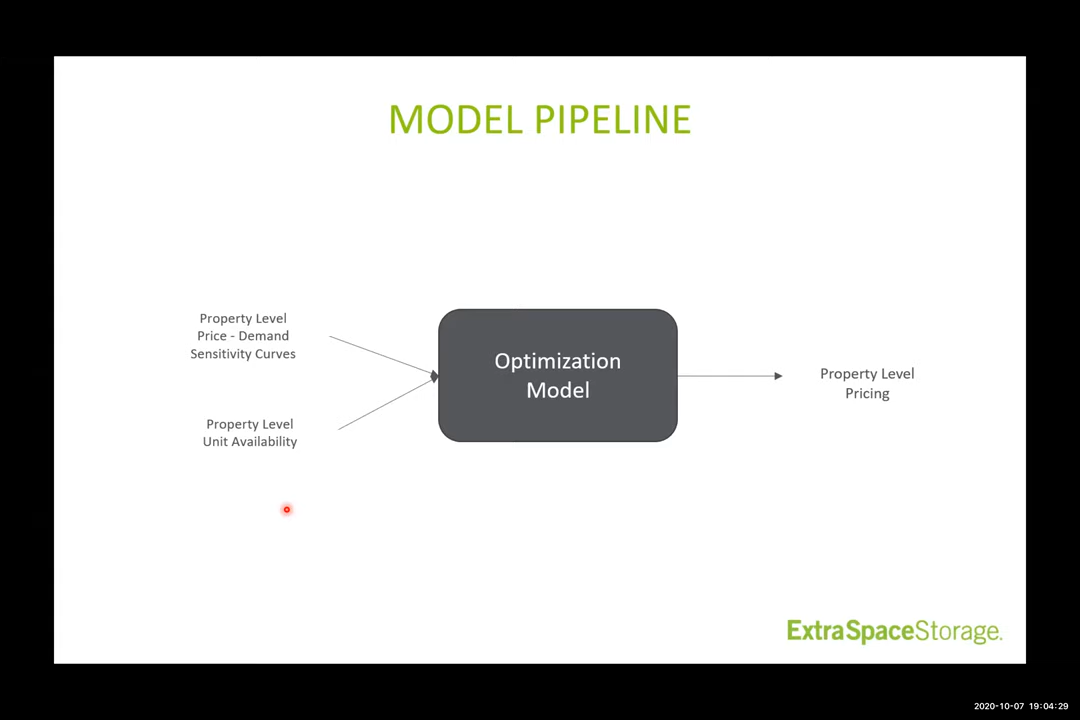 MODEL PIPELINE
Property Level
Price - Demand
Sensitivity Curves
Property Level
Unit Availability
Optimization
Model
Property Level
Pricing
ExtraSpaceStorage.
2020-10-07 19:04:29